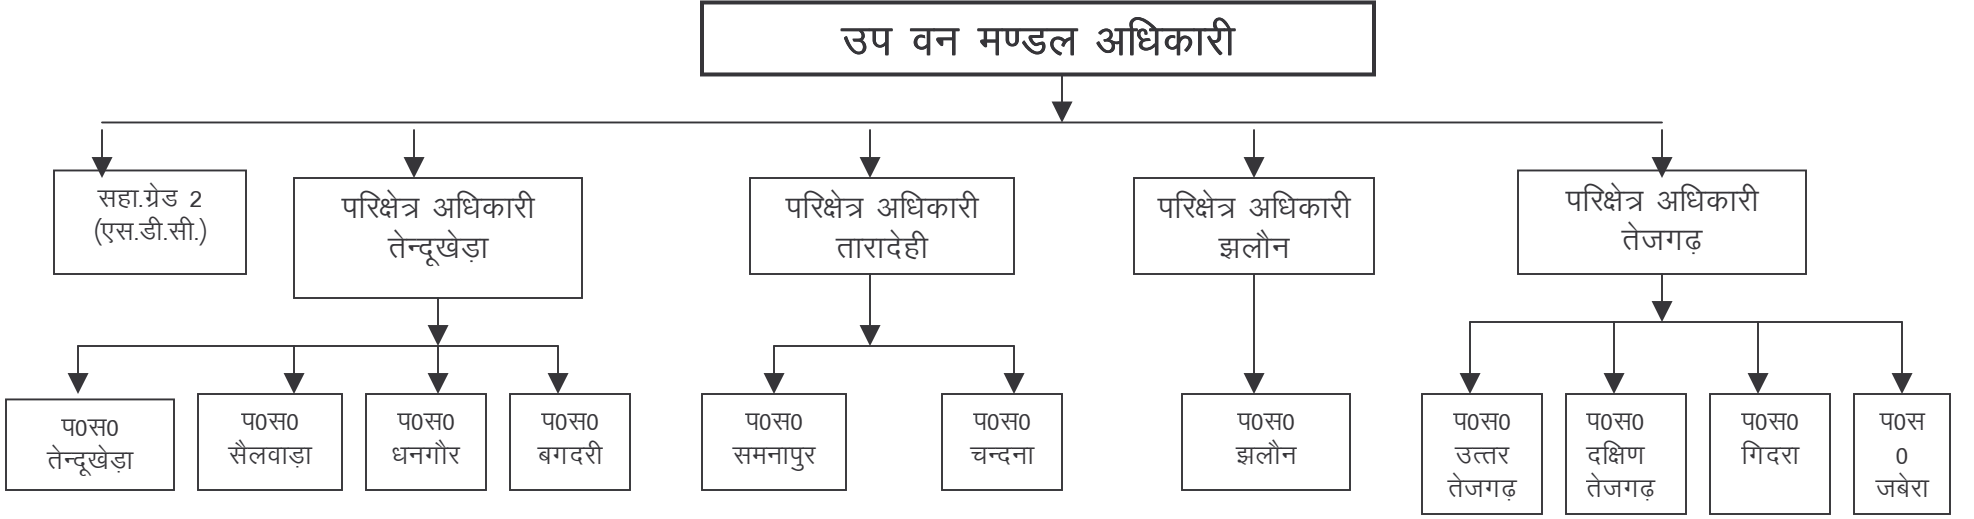 उप वन मण्डल अधिकारी
सहा.ग्रेड 2
(एस.डी.सी.)
परिक्षेत्र अधिकारी
तेन्दूखेड़ा
परिक्षेत्र अधिकारी
तारादेही
परिक्षेत्र अधिकारी
झलौन
परिक्षेत्र अधिकारी
तेजगढ़
प0स0
तेन्दूखेड़ा
प0स0
सैलवाड़ा
प0स0
धनगौर
प0स0
बगदरी
प0स0
समनापुर
प0स0
चन्दना
प0स0
झलौन
प0स0
उत्तर
तेजगढ़
प0स0
दक्षिण
तेजगढ़
प0स0
गिदरा
प0स
0
जबेरा